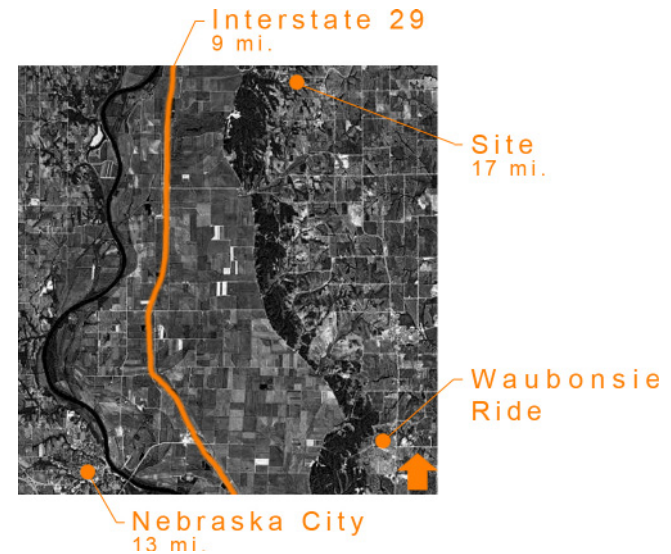 Interstate 29
9 mi.
Site
17 mi.
Waubonsie
Ride
Nebraska City
13 mi.